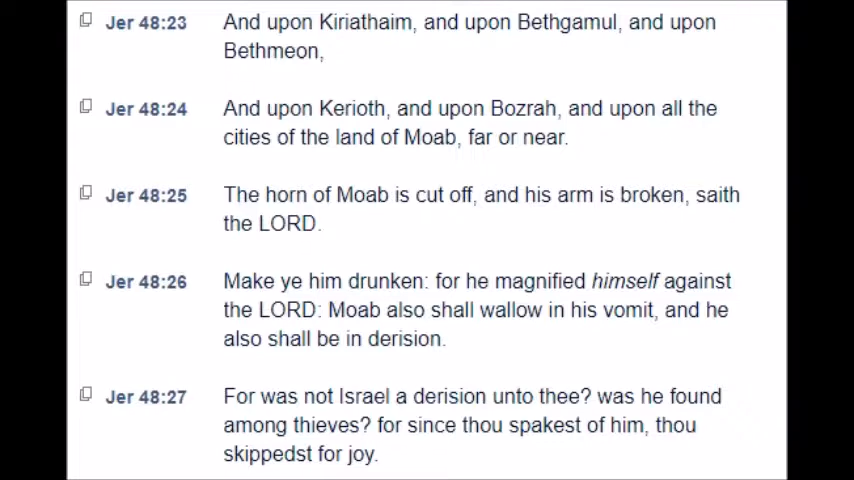 Jer 48:23 And upon Kiriathaim, and upon Bethgamul, and upon
Bethmeon,
Jer 48:24 And upon Kerioth, and upon Bozrah, and upon all the
cities of the land of Moab, far or near.
Jer 48:25 The horn of Moab is cut off, and his arm is broken, saith
the LORD.
Jer 48:26 Make ye him drunken: for he magnified himself against
the LORD: Moab also shall wallow in his vomit, and he
also shall be in derision.
Jer 48:27 For was not Israel a derision unto thee? was he found
among thieves? for since thou spakest of him, thou
skippedst for joy.